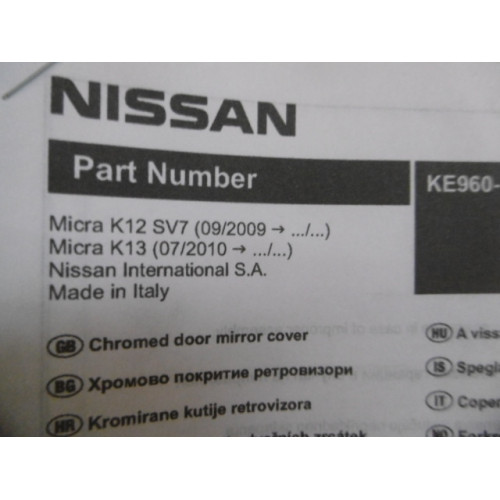 NISSAN
Part Number KE960-
Micra K12 SV7 (09/2009 → .../...)
Micra K13 (07/2010 → .../...)
Nissan International S.A.
Made in Italy
GB Chromed door mirror cover
HU A viss
BG Хромово покритие ретровизори
IS Spegl
HR Kromirane kutije retrovizora
IT Coper